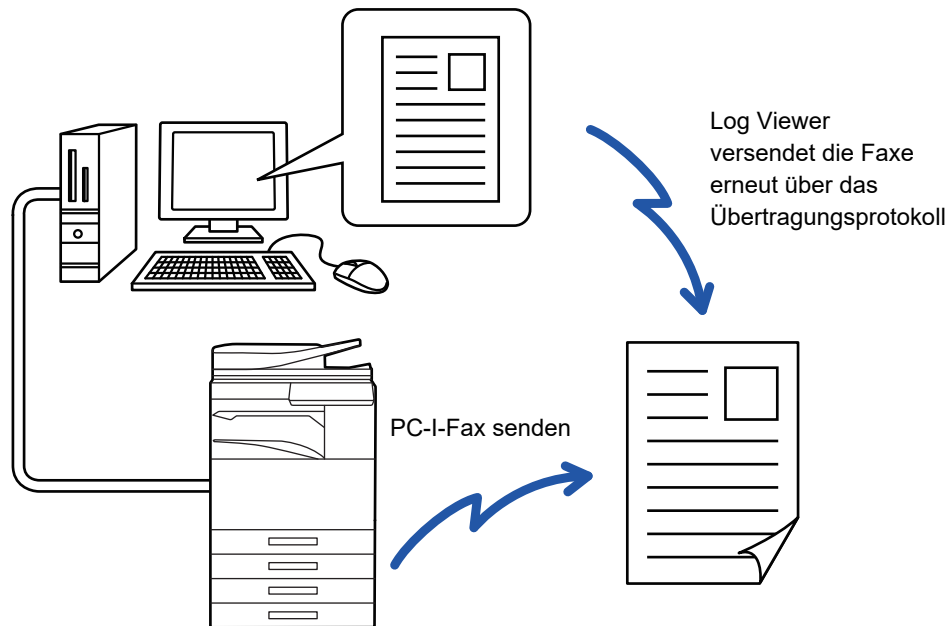 Log Viewer
versendet die Faxe
erneut über das
Übertragungsprotokoll
PC-I-Fax senden